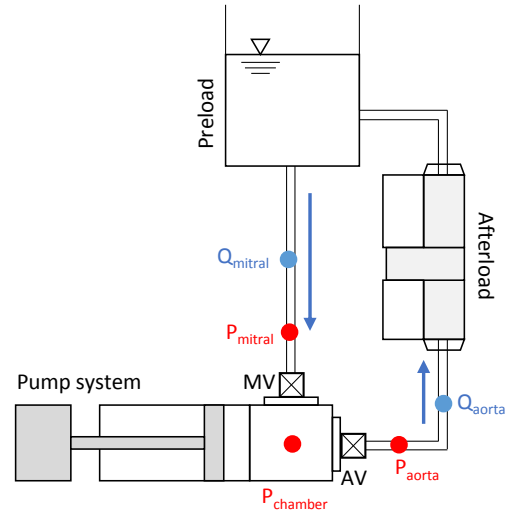 Preload
Afterload
Q_mitral
P_mitral
MV
Pump system
Q_aorta
AV
P_aorta
P_chamber